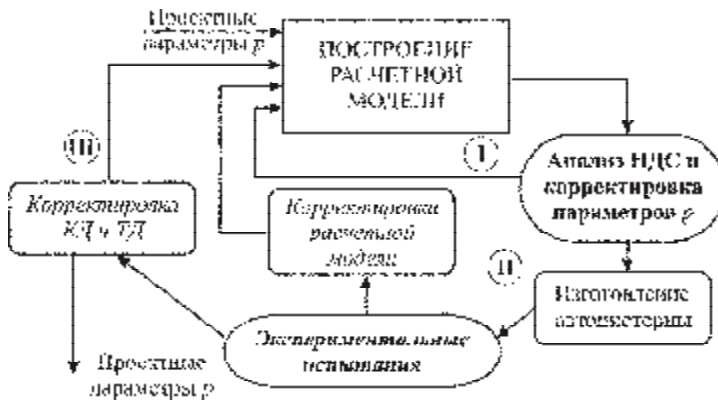 Проектные
параметры p
ПОСТРОЕНИЕ
РАСЧЕТНОЙ
МОДЕЛИ
III
I
Анализ НДС и
корректировка
параметров p
Корректировка
КД и ТД
Корректировка
расчетной
модели
II
Изготовление
автоцистерны
Экспериментальные
испытания
Проектные
параметры p